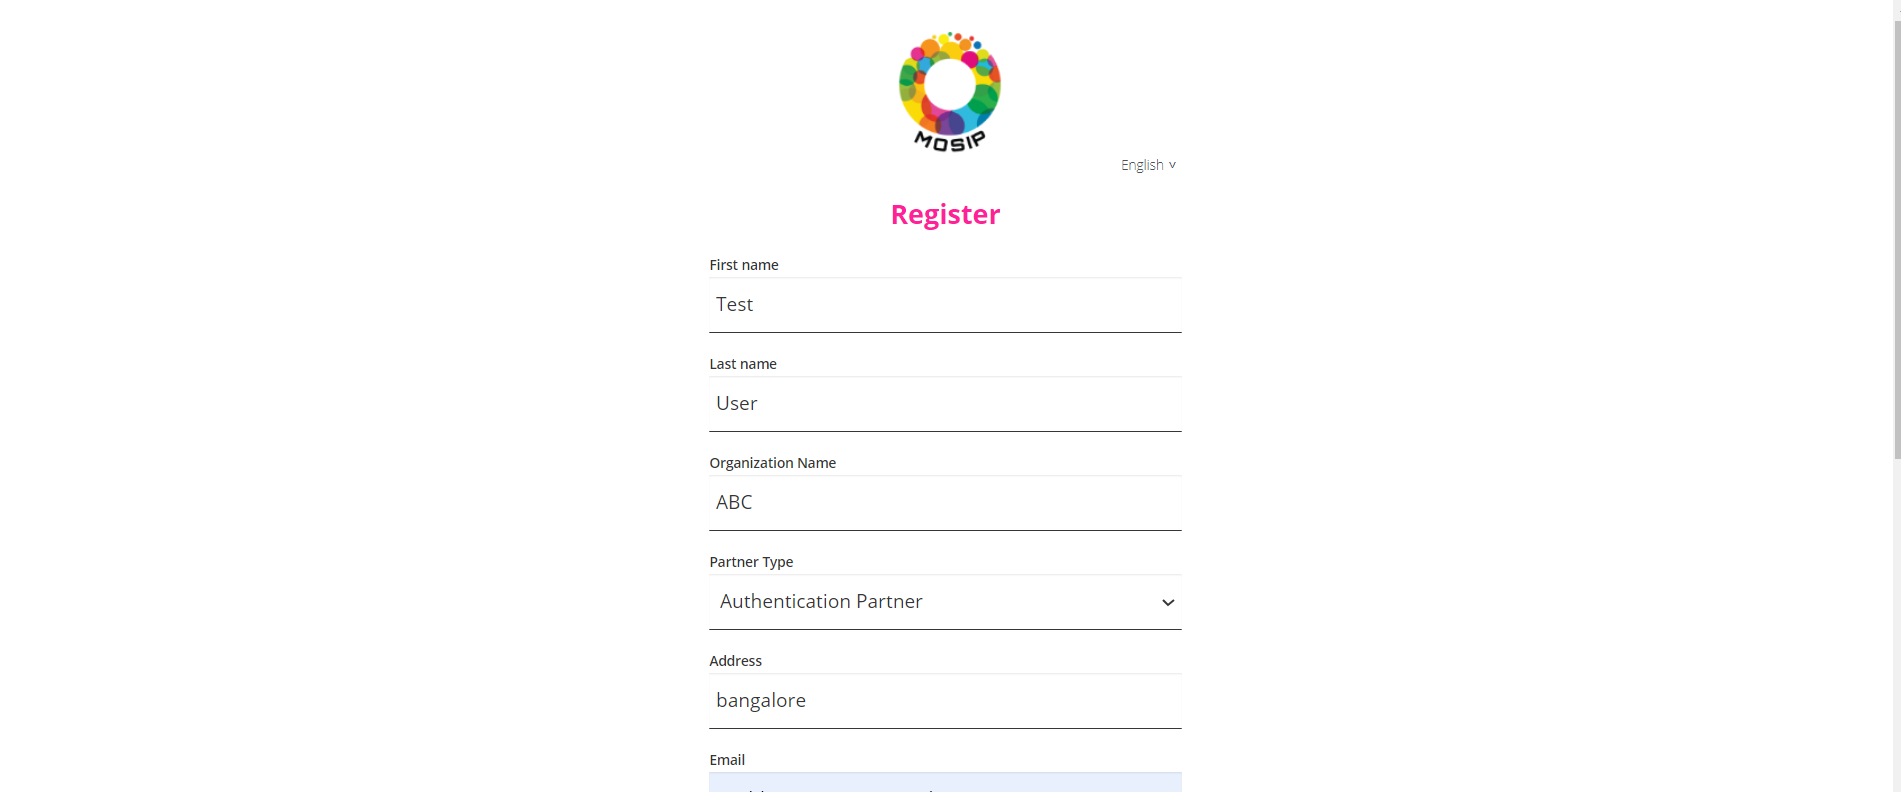 MOSIP
English
Register
First name
Test
Last name
User
Organization Name
ABC
Partner Type
Authentication Partner
Address
bangalore
Email